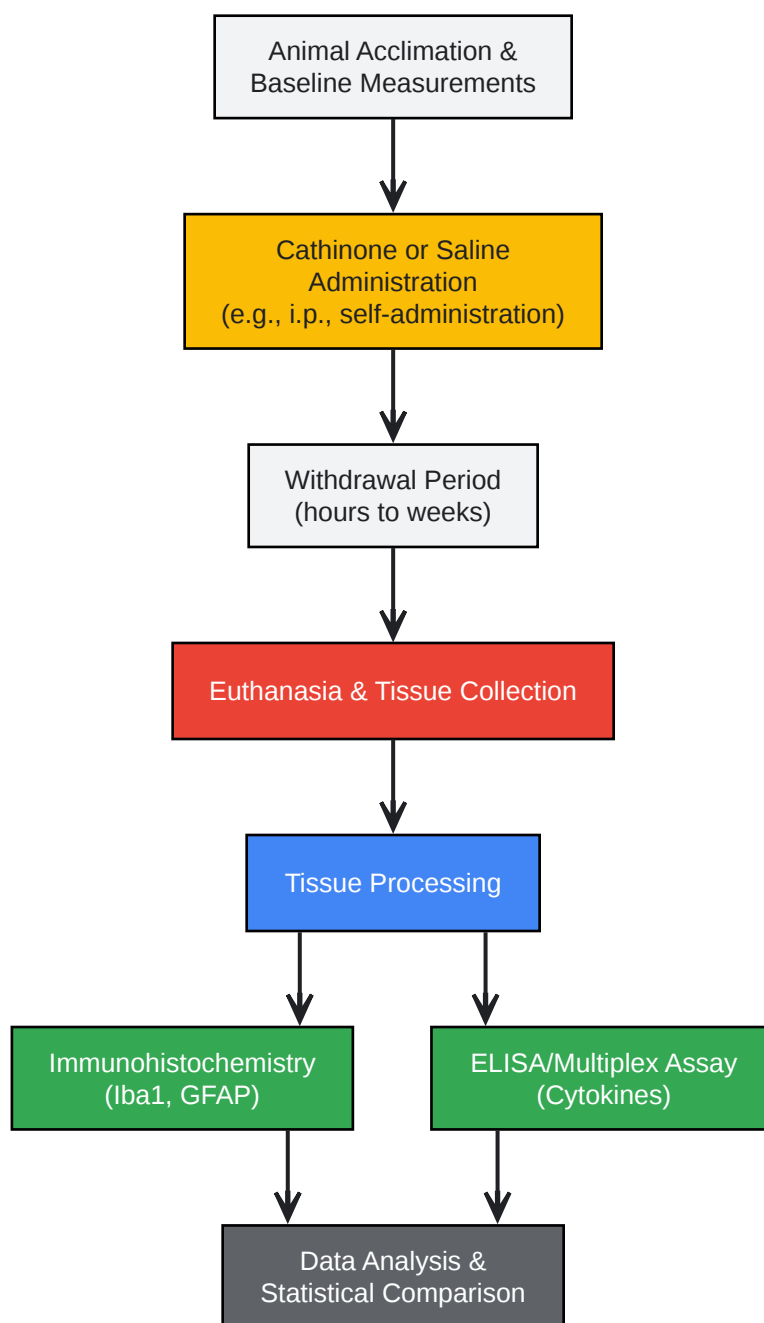 Animal Acclimation &
Baseline Measurements
Cathinone or Saline
Administration
(e.g., i.p., self-administration)
Withdrawal Period
(hours to weeks)
Euthanasia & Tissue Collection
Tissue Processing
Immunohistochemistry
(Iba1, GFAP)
ELISA/Multiplex Assay
(Cytokines)
Data Analysis &
Statistical Comparison